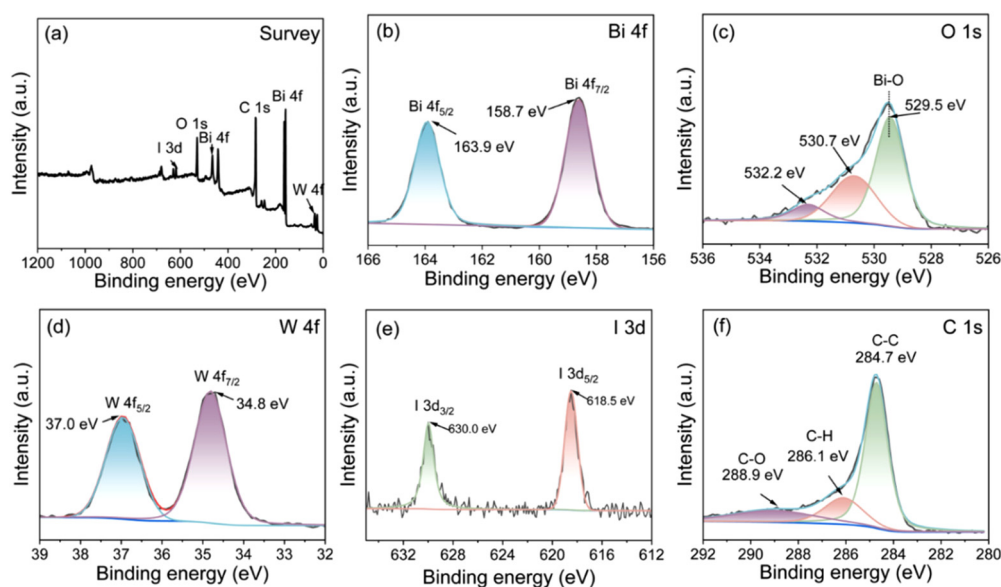 (a) Survey
Intensity (a.u.)
I 3d
O 1s
Bi 4f
C 1s
Bi 4f
W 4f
1200 1000 800 600 400 200 0
Binding energy (eV)
(b) Bi 4f
Intensity (a.u.)
Bi 4f5/2
163.9 eV
Bi 4f7/2
158.7 eV
166 164 162 160 158 156
Binding energy (eV)
(c) O 1s
Intensity (a.u.)
Bi-O
529.5 eV
530.7 eV
532.2 eV
536 534 532 530 528 526
Binding energy (eV)
(d) W 4f
Intensity (a.u.)
W 4f5/2
37.0 eV
W 4f7/2
34.8 eV
39 38 37 36 35 34 33 32
Binding energy (eV)
(e) I 3d
Intensity (a.u.)
I 3d3/2
630.0 eV
I 3d5/2
618.5 eV
630 628 620 616 612
Binding energy (eV)
(f) C 1s
Intensity (a.u.)
C-C
284.7 eV
C-H
286.1 eV
C-O
288.9 eV
292 290 288 286 284 282 280
Binding energy (eV)